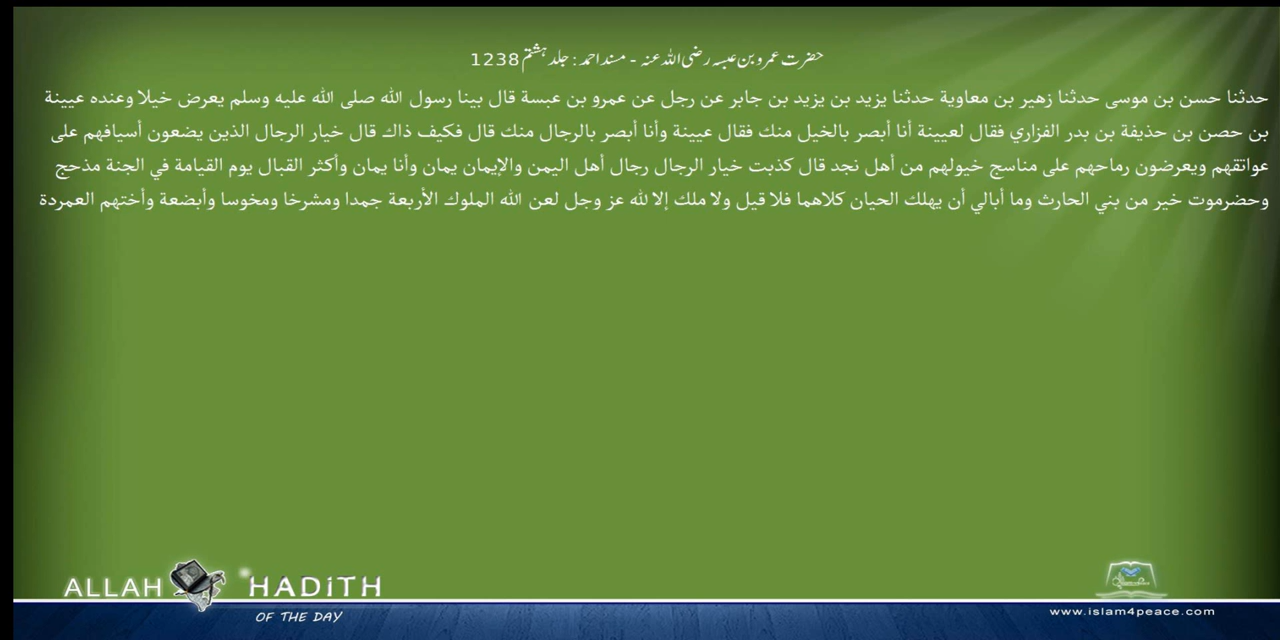 حضرت عمرو بن عبسہ رضی اللہ عنہ - مسند احمد: جلد ہشتم 1238
حدثنا حسن بن موسى حدثنا زهير بن معاوية حدثنا يزيد بن يزيد بن جابر عن رجل عن عمرو بن عبسة قال بينا رسول الله صلى الله عليه وسلم يعرض خيلا وعنده عيينة
بن حصن بن حذيفة بن بدر الفزاري فقال لعيينة أنا أبصر بالخيل منك فقال عيينة وأنا أبصر بالرجال منك قال فكيف ذاك قال خيار الرجال الذين يضعون أسيافهم على
عواتقهم ويعرضون رماحهم على مناسج خيولهم من أهل نجد قال كذبت خيار الرجال رجال أهل اليمن والإيمان يمان وأنا يمان وأكثر القبال يوم القيامة في الجنة مذحج
وحضرموت خير من بني الحارث وما أبالي أن يهلك الحيان كلاهما فلا قيل ولا ملك إلا لله عز وجل لعن الله الملوك الأربعة جمدا ومشرخا ومخوسا وأبضعة وأختهم العمردة
ALLAH HADITH
OF THE DAY
www.islam4peace.com